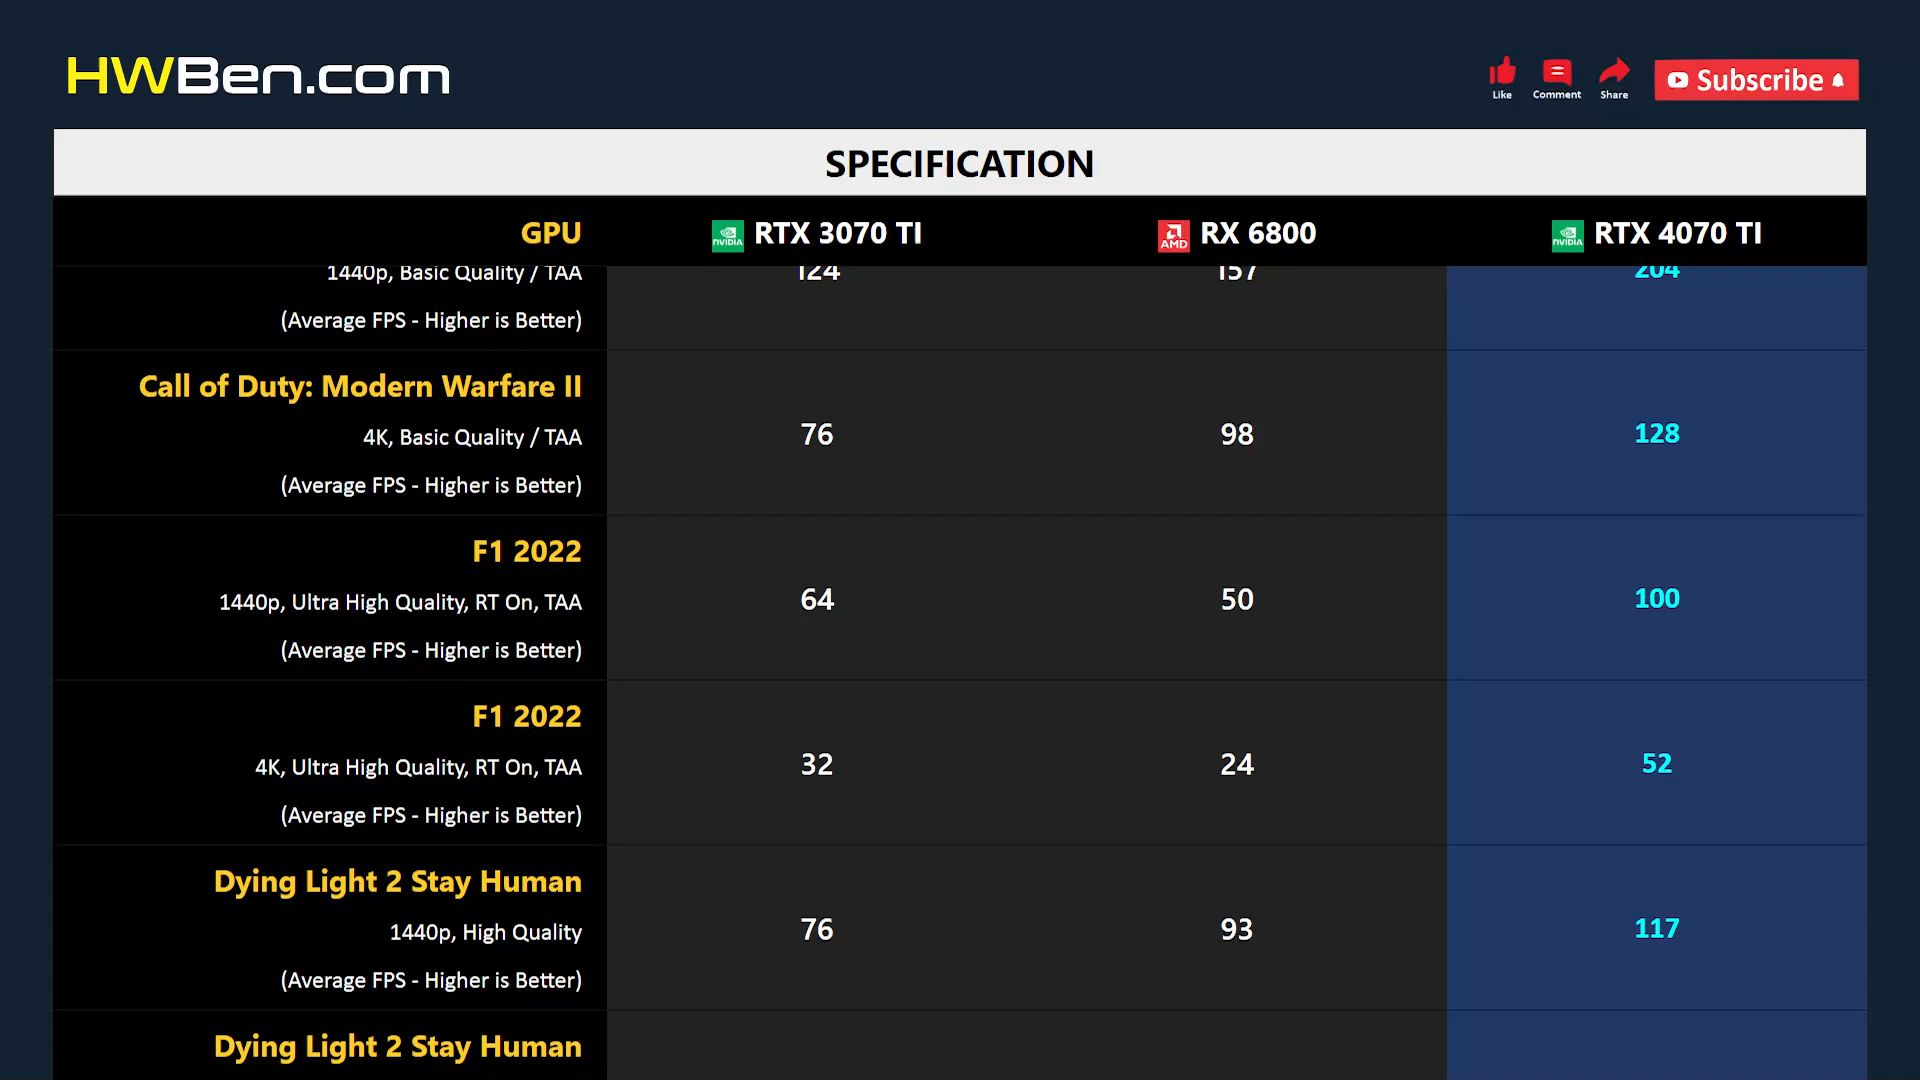 HWBen.com
Like Comment Share Subscribe
SPECIFICATION
GPU NVIDIA RTX 3070 TI AMD RX 6800 NVIDIA RTX 4070 TI
1440p, Basic Quality / TAA 124 157 204
(Average FPS - Higher is Better)
Call of Duty: Modern Warfare II
4K, Basic Quality / TAA 76 98 128
(Average FPS - Higher is Better)
F1 2022
1440p, Ultra High Quality, RT On, TAA 64 50 100
(Average FPS - Higher is Better)
F1 2022
4K, Ultra High Quality, RT On, TAA 32 24 52
(Average FPS - Higher is Better)
Dying Light 2 Stay Human
1440p, High Quality 76 93 117
(Average FPS - Higher is Better)
Dying Light 2 Stay Human